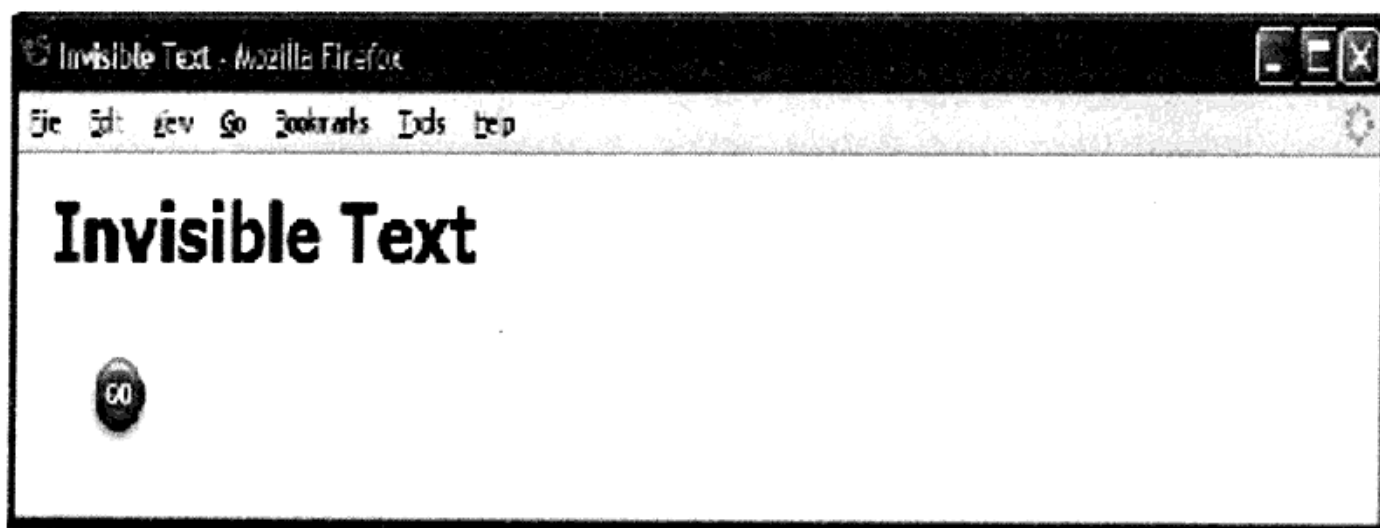 Invisible Text - Mozilla Firefox
File Edit View Go Bookmarks Tools Help
Invisible Text
GO